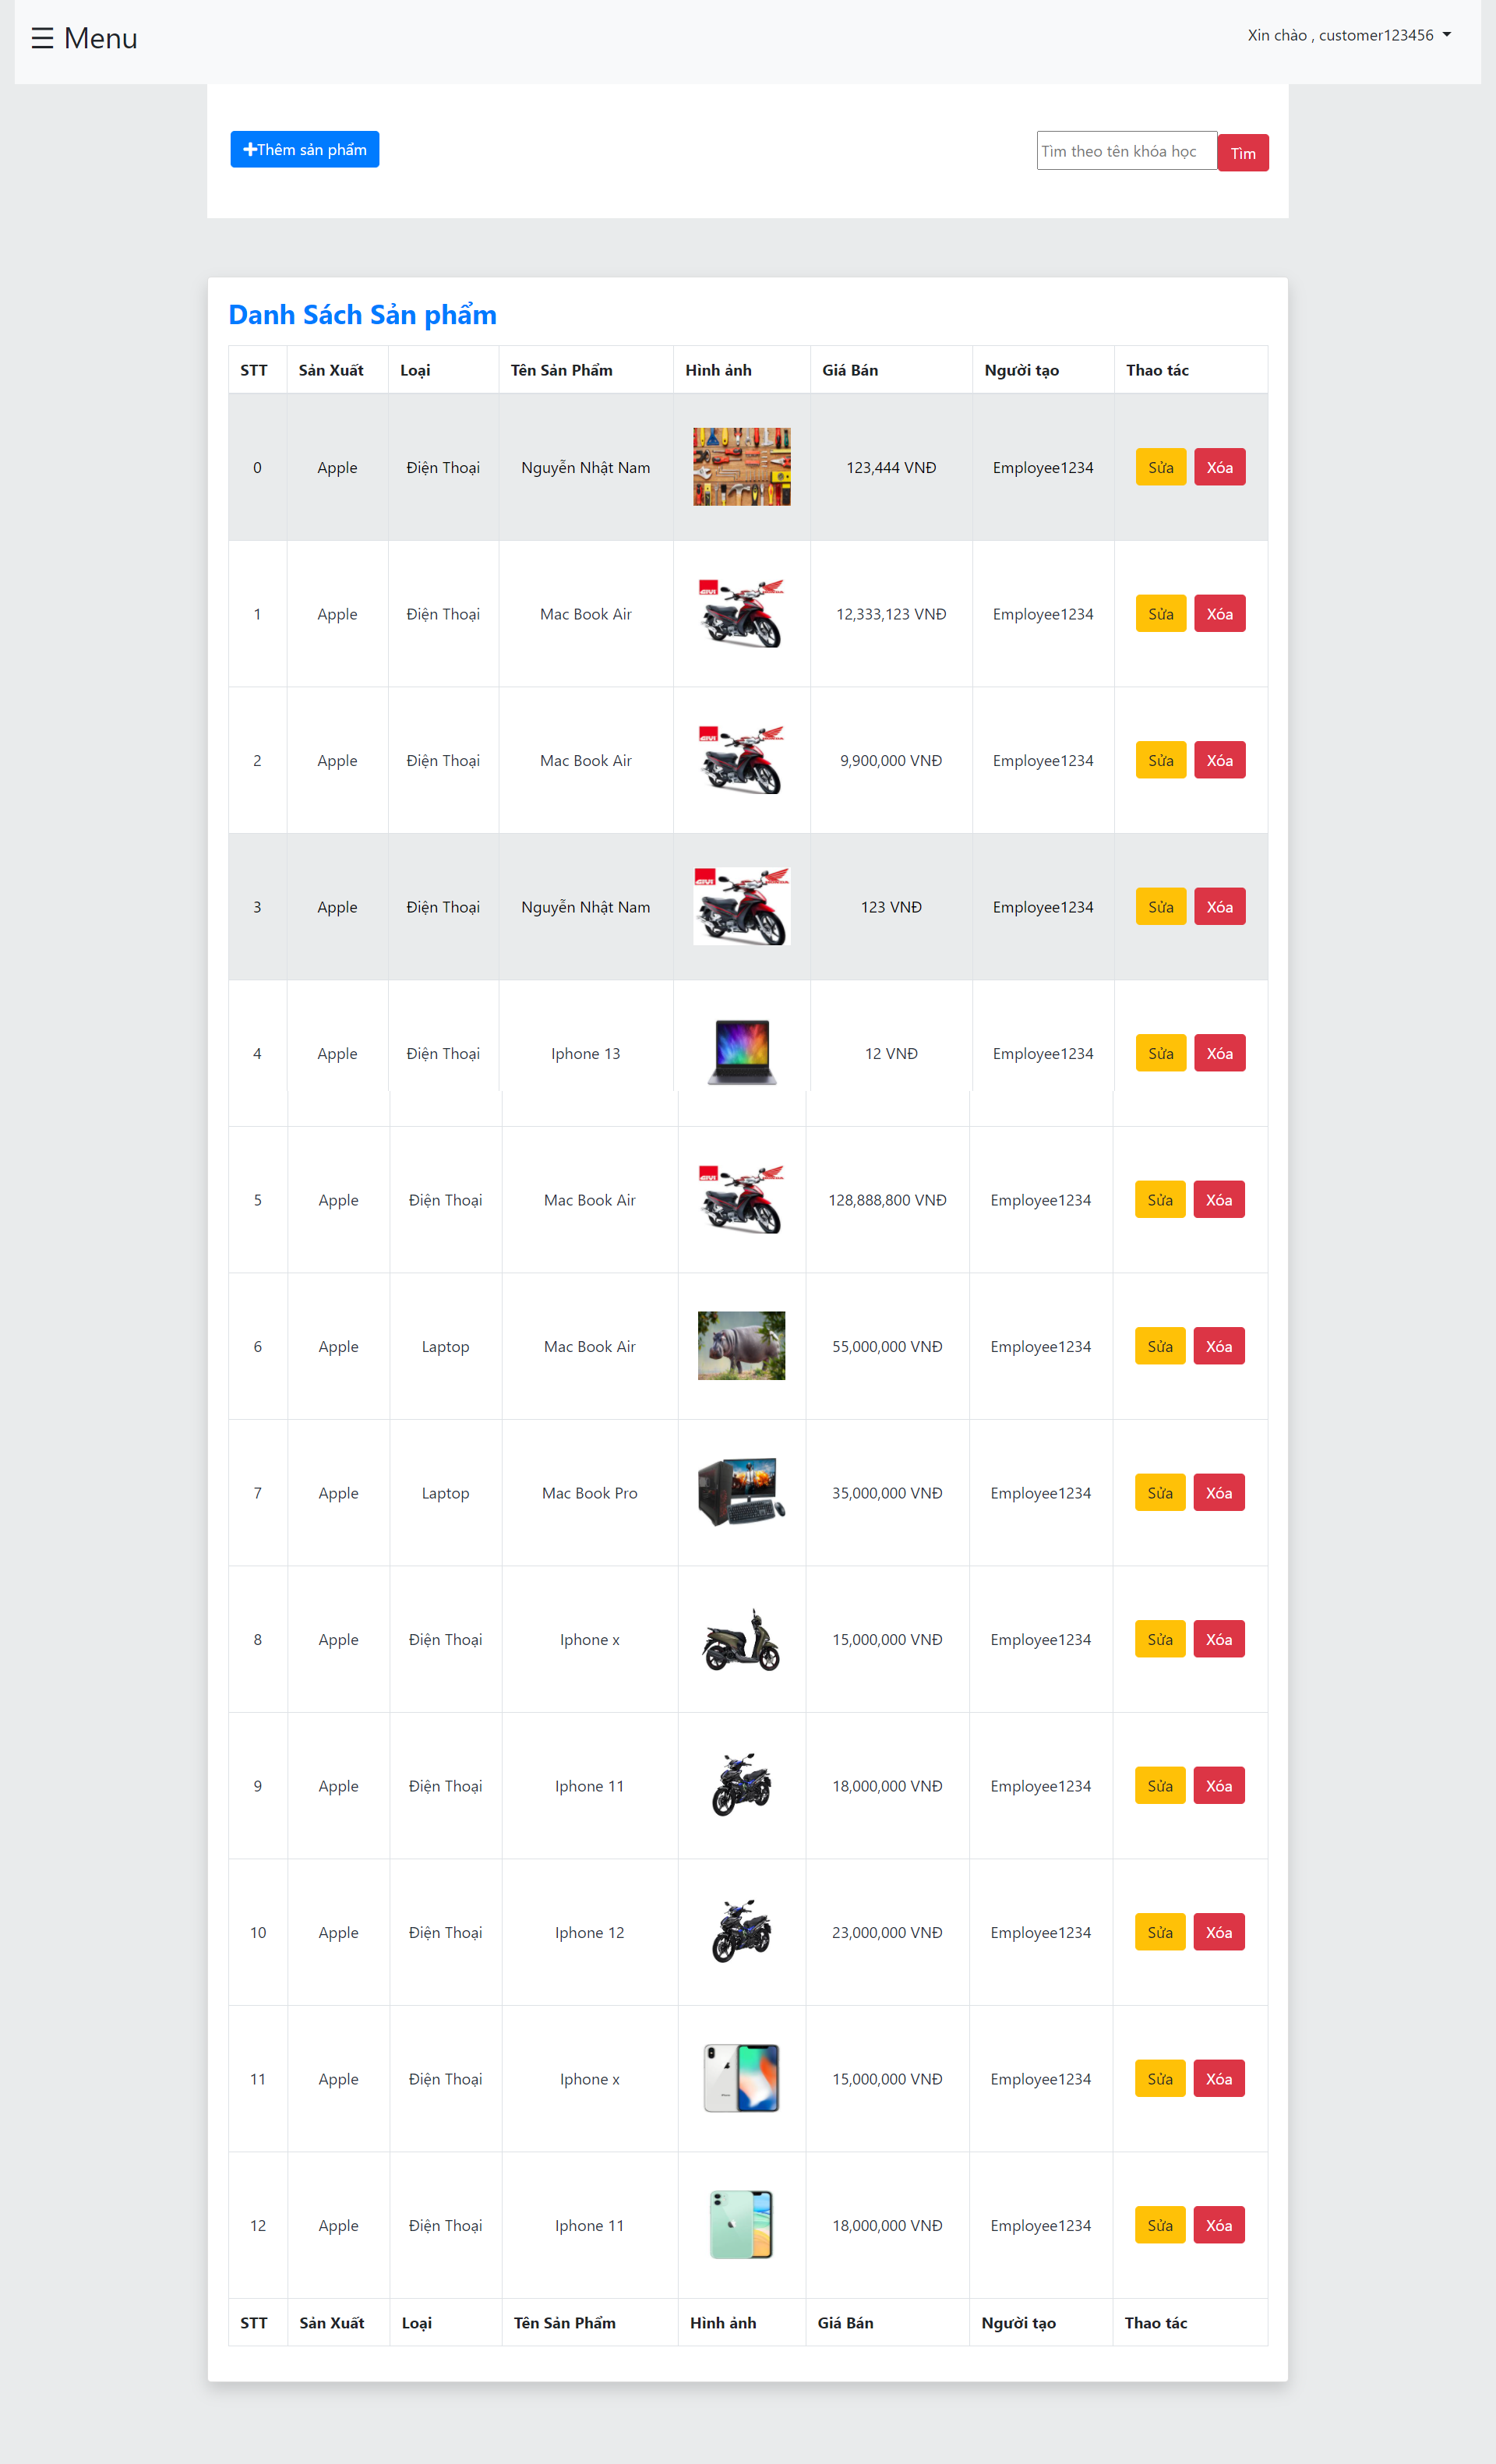 ☰ Menu
Xin chào , customer123456
Thêm sản phẩm
Tìm theo tên khóa học
Tìm
Danh Sách Sản phẩm
STT Sản Xuất Loại Tên Sản Phẩm Hình ảnh Giá Bán Người tạo Thao tác
0 Apple Điện Thoại Nguyễn Nhật Nam 123,444 VNĐ Employee1234 Sửa Xóa
1 Apple Điện Thoại Mac Book Air GIVI HONDA 12,333,123 VNĐ Employee1234 Sửa Xóa
2 Apple Điện Thoại Mac Book Air GIVI HONDA 9,900,000 VNĐ Employee1234 Sửa Xóa
3 Apple Điện Thoại Nguyễn Nhật Nam GIVI HONDA 123 VNĐ Employee1234 Sửa Xóa
4 Apple Điện Thoại Iphone 13 12 VNĐ Employee1234 Sửa Xóa
5 Apple Điện Thoại Mac Book Air GIVI HONDA 128,888,800 VNĐ Employee1234 Sửa Xóa
6 Apple Laptop Mac Book Air 55,000,000 VNĐ Employee1234 Sửa Xóa
7 Apple Laptop Mac Book Pro 35,000,000 VNĐ Employee1234 Sửa Xóa
8 Apple Điện Thoại Iphone x 15,000,000 VNĐ Employee1234 Sửa Xóa
9 Apple Điện Thoại Iphone 11 18,000,000 VNĐ Employee1234 Sửa Xóa
10 Apple Điện Thoại Iphone 12 23,000,000 VNĐ Employee1234 Sửa Xóa
11 Apple Điện Thoại Iphone x 15,000,000 VNĐ Employee1234 Sửa Xóa
12 Apple Điện Thoại Iphone 11 18,000,000 VNĐ Employee1234 Sửa Xóa
STT Sản Xuất Loại Tên Sản Phẩm Hình ảnh Giá Bán Người tạo Thao tác